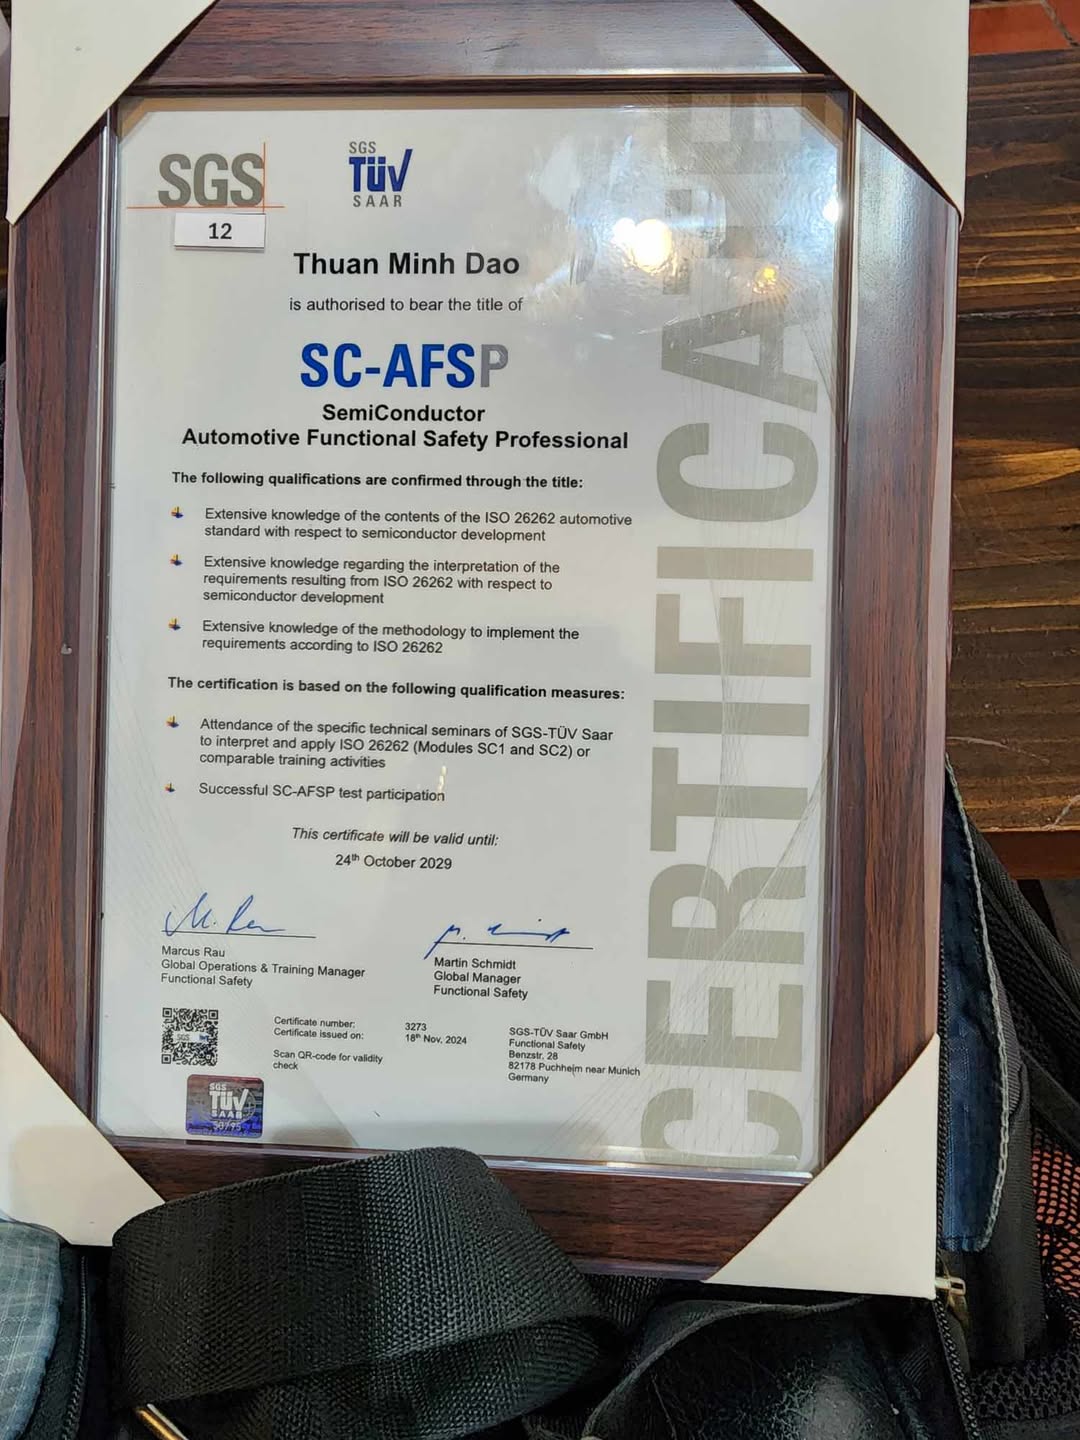 SGS
SGS
TÜV
SAAR
12
Thuan Minh Dao
is authorised to bear the title of
SC-AFSP
SemiConductor
Automotive Functional Safety Professional
The following qualifications are confirmed through the title:
Extensive knowledge of the contents of the ISO 26262 automotive
standard with respect to semiconductor development
Extensive knowledge regarding the interpretation of the
requirements resulting from ISO 26262 with respect to
semiconductor development
Extensive knowledge of the methodology to implement the
requirements according to ISO 26262
The certification is based on the following qualification measures:
Attendance of the specific technical seminars of SGS-TÜV Saar
to interpret and apply ISO 26262 (Modules SC1 and SC2) or
comparable training activities
Successful SC-AFSP test participation
This certificate will be valid until:
24th October 2029
M. Rau
Marcus Rau
Global Operations & Training Manager
Functional Safety
Martin Schmidt
Global Manager
Functional Safety
Certificate number: 3273
Certificate issued on: 18th Nov. 2024
Scan QR-code for validity
check
SGS-TÜV Saar GmbH
Functional Safety
Benzstr. 28
82178 Puchheim near Munich
Germany
SGS
SGS
TÜV
SAAR
CERTIFICATE